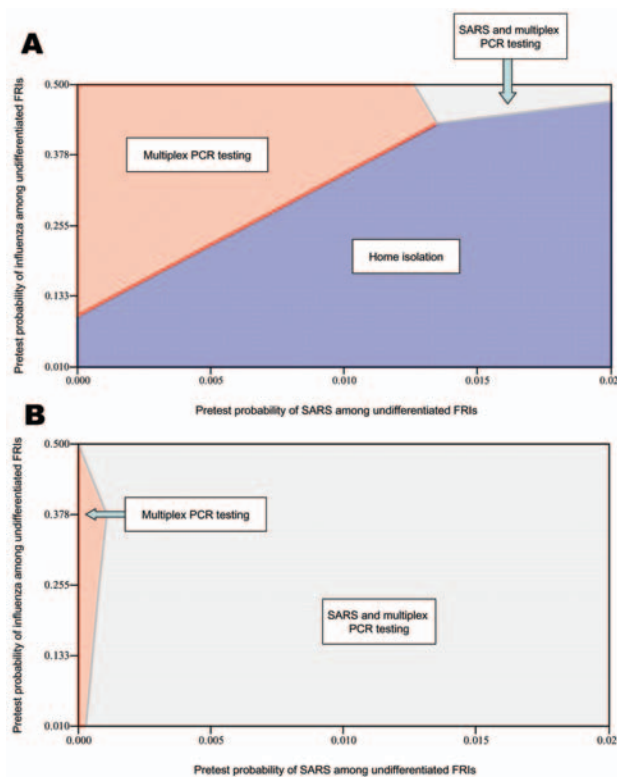 A
SARS and multiplex
PCR testing
Pretest probability of influenza among undifferentiated FRIs
0.500
0.378
0.255
0.133
0.010
Multiplex PCR testing
Home isolation
0.000
0.005
0.010
0.015
0.02
Pretest probability of SARS among undifferentiated FRIs
B
Pretest probability of influenza among undifferentiated FRIs
0.500
0.378
0.255
0.133
0.010
Multiplex PCR testing
SARS and multiplex
PCR testing
0.000
0.005
0.010
0.015
0.02
Pretest probability of SARS among undifferentiated FRIs